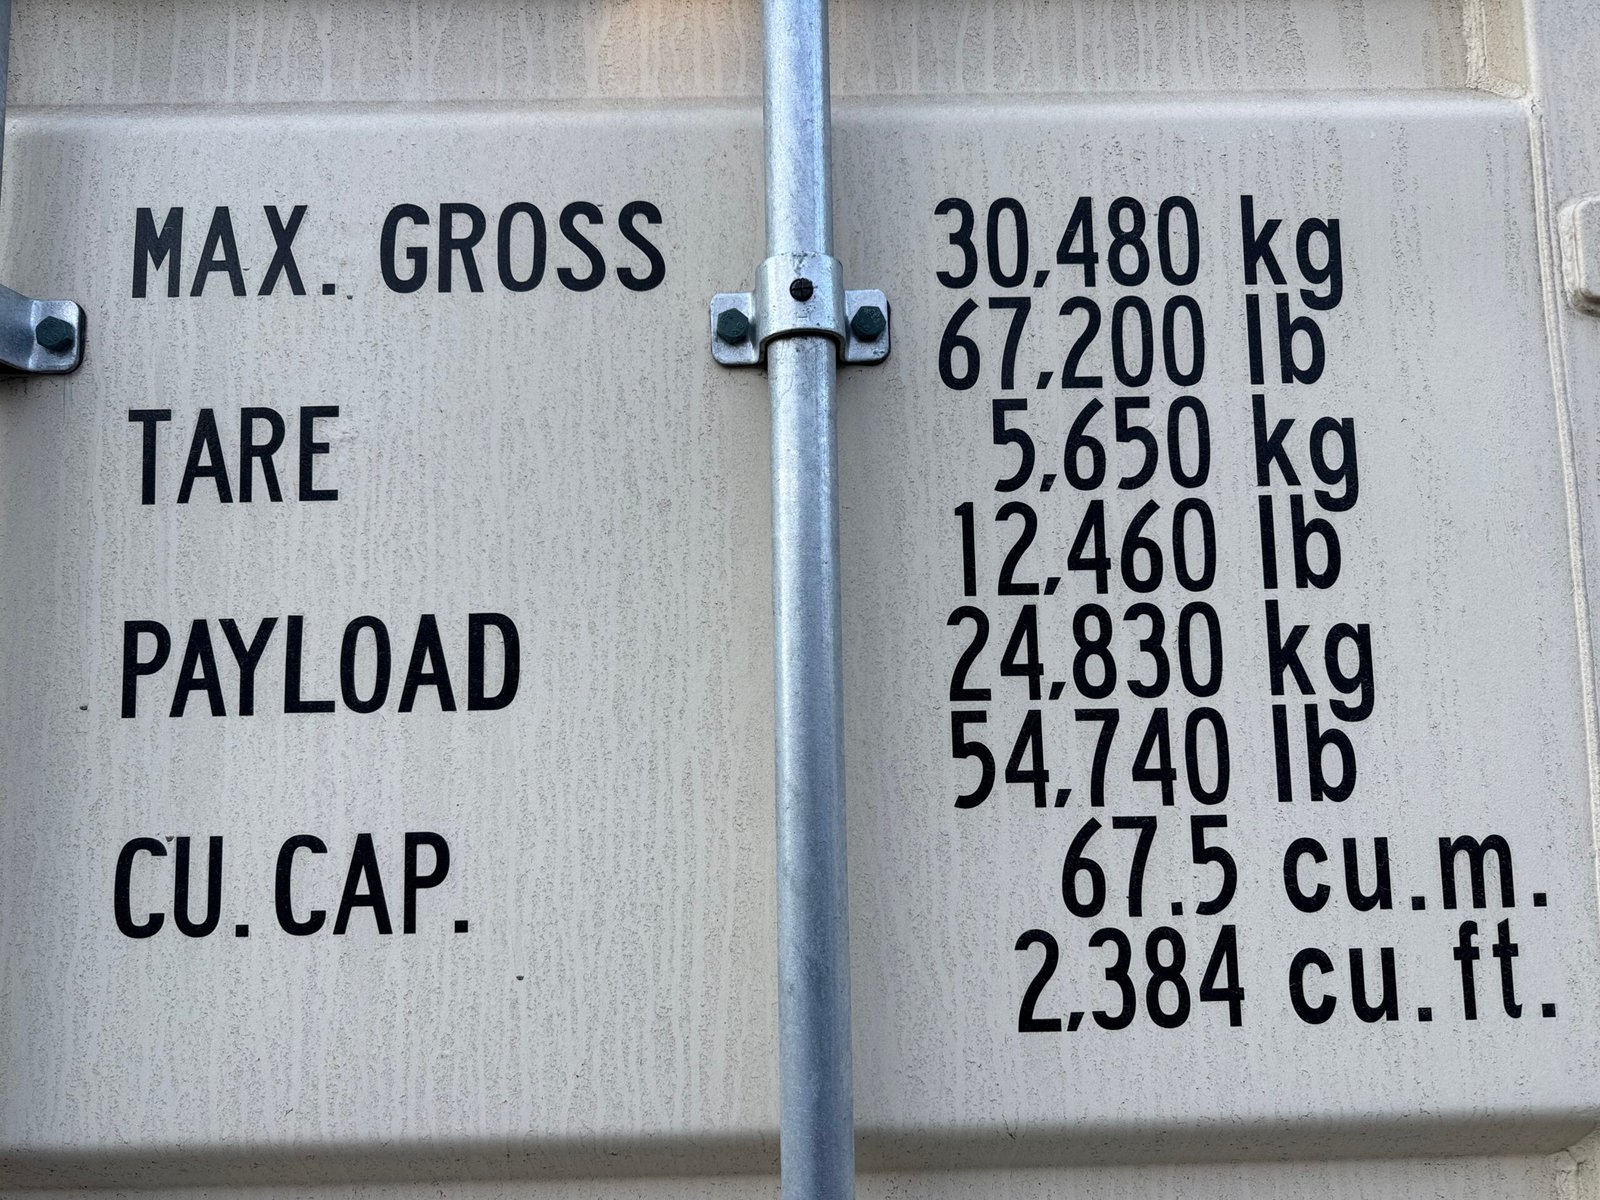 MAX. GROSS 30,480 kg
67,200 lb
TARE 5,650 kg
12,460 lb
PAYLOAD 24,830 kg
54,740 lb
CU.CAP. 67.5 cu.m.
2,384 cu.ft.